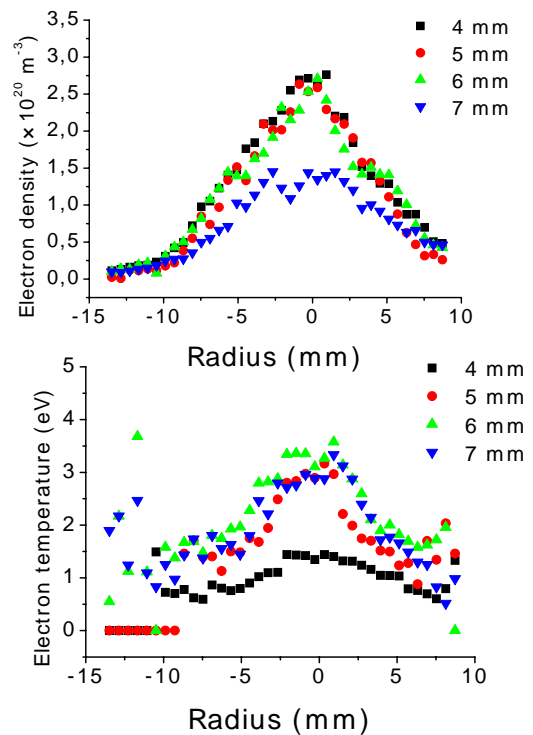 Electron density (×10²⁰ m⁻³)
3,5
3,0
2,5
2,0
1,5
1,0
0,5
0,0
4 mm
5 mm
6 mm
7 mm
-15 -10 -5 0 5 10
Radius (mm)
Electron temperature (eV)
5
4
3
2
1
0
4 mm
5 mm
6 mm
7 mm
-15 -10 -5 0 5 10
Radius (mm)